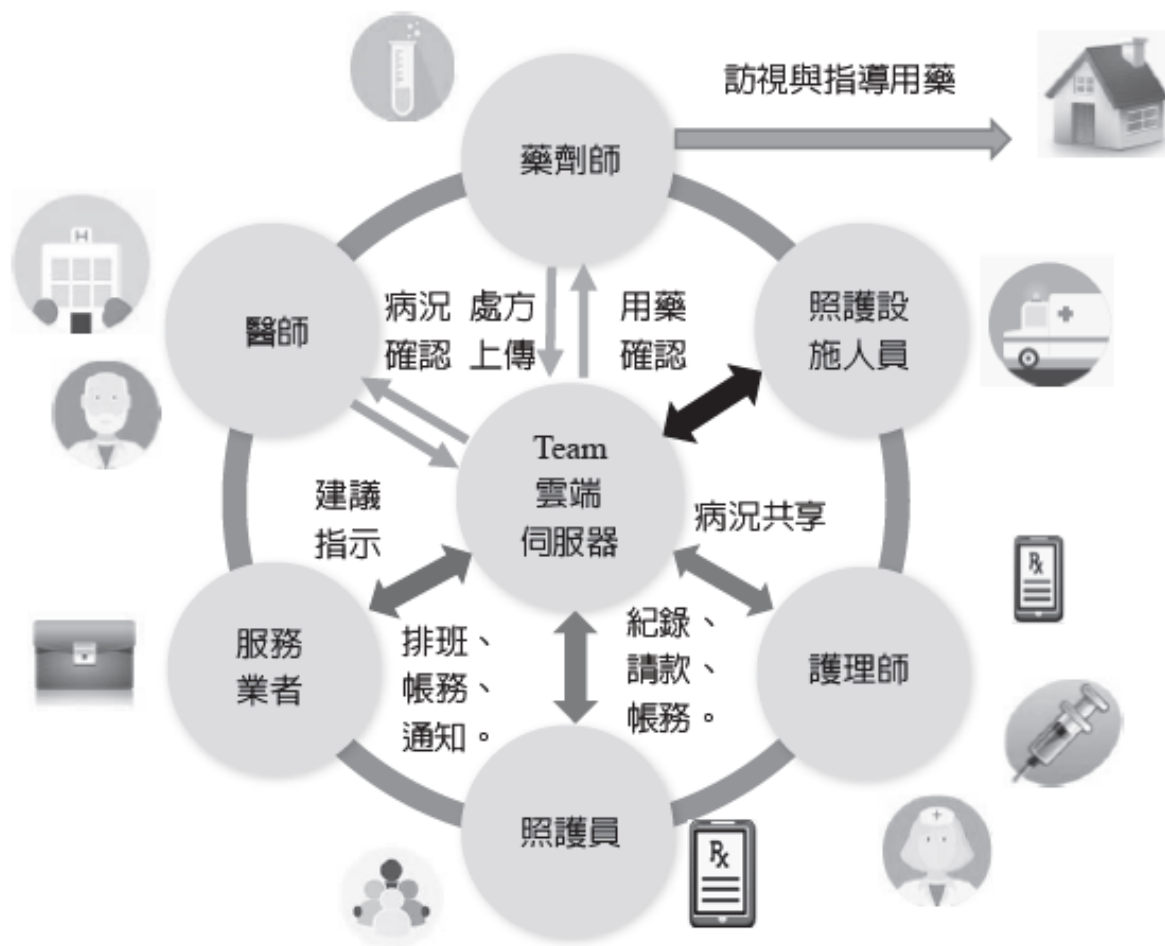 訪視與指導用藥
藥劑師
醫師
病況
確認
處方
上傳
用藥
確認
照護設
施人員
Team
雲端
伺服器
建議
指示
病況共享
服務
業者
排班、
帳務、
通知。
紀錄、
請款、
帳務。
護理師
照護員
H
Rx
Rx